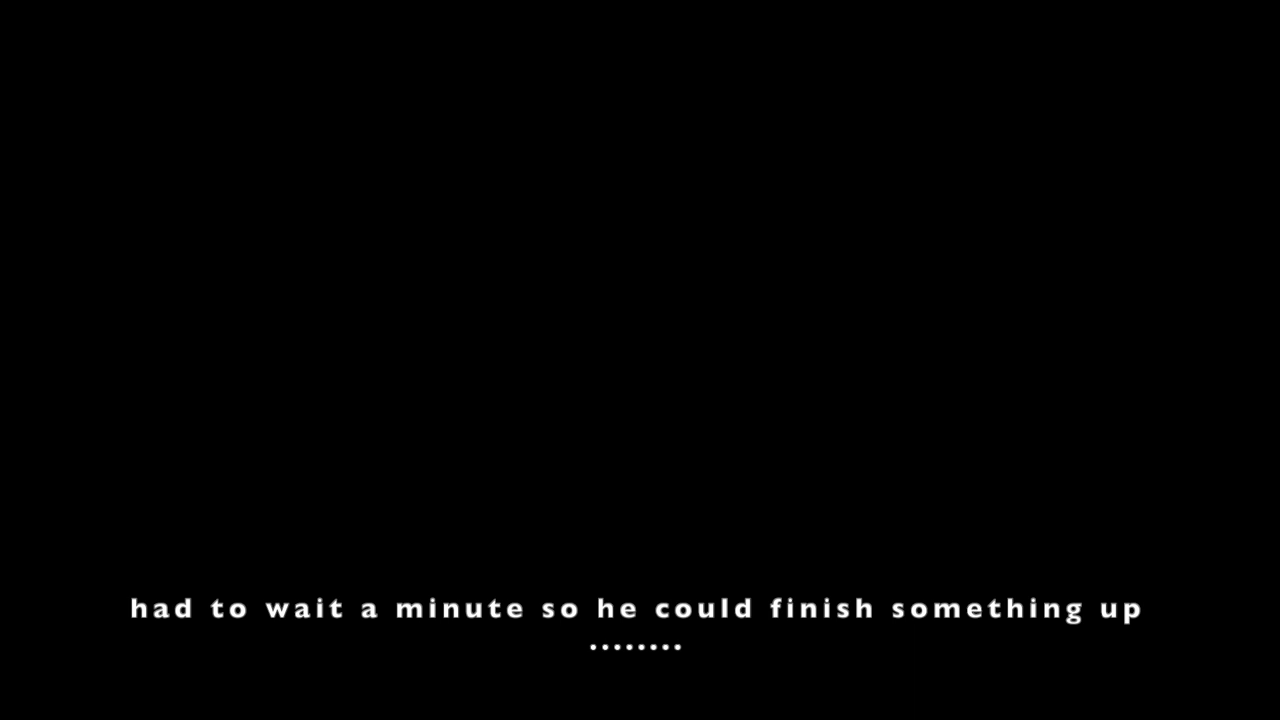 had to wait a minute so he could finish something up
........